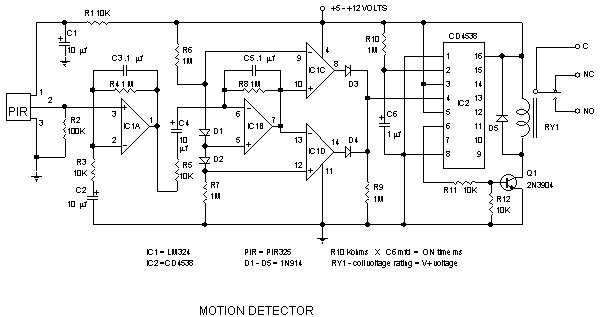 +5 - +12 VOLTS
R1 10K
C1
10 µf
R6
1M
C3 .1 µf
R4 1M
C5 .1 µf
R8 1M
4
9
8
10
IC1C
D3
R10
1M
CD4538
1
2
3
4
5
6
7
8
16
15
14
13
12
11
10
9
IC2
C
NC
NO
RY1
D5
1
2
3
PIR
R2
100K
3
2
1
IC1A
C4
10
µf
D1
D2
6
5
7
IC1B
13
12
14
11
IC1D
D4
C6
.1 µf
R3
10K
C2
10 µf
R5
10K
R7
1M
R9
1M
R11 10K
R12
10K
Q1
2N3904
IC1 = LM324 PIR = PIR325 R10 kohms X C6 mfd = ON time ms
IC2 = CD4538 D1 - D5 = 1N914 RY1 - coil voltage rating = V+ voltage
MOTION DETECTOR